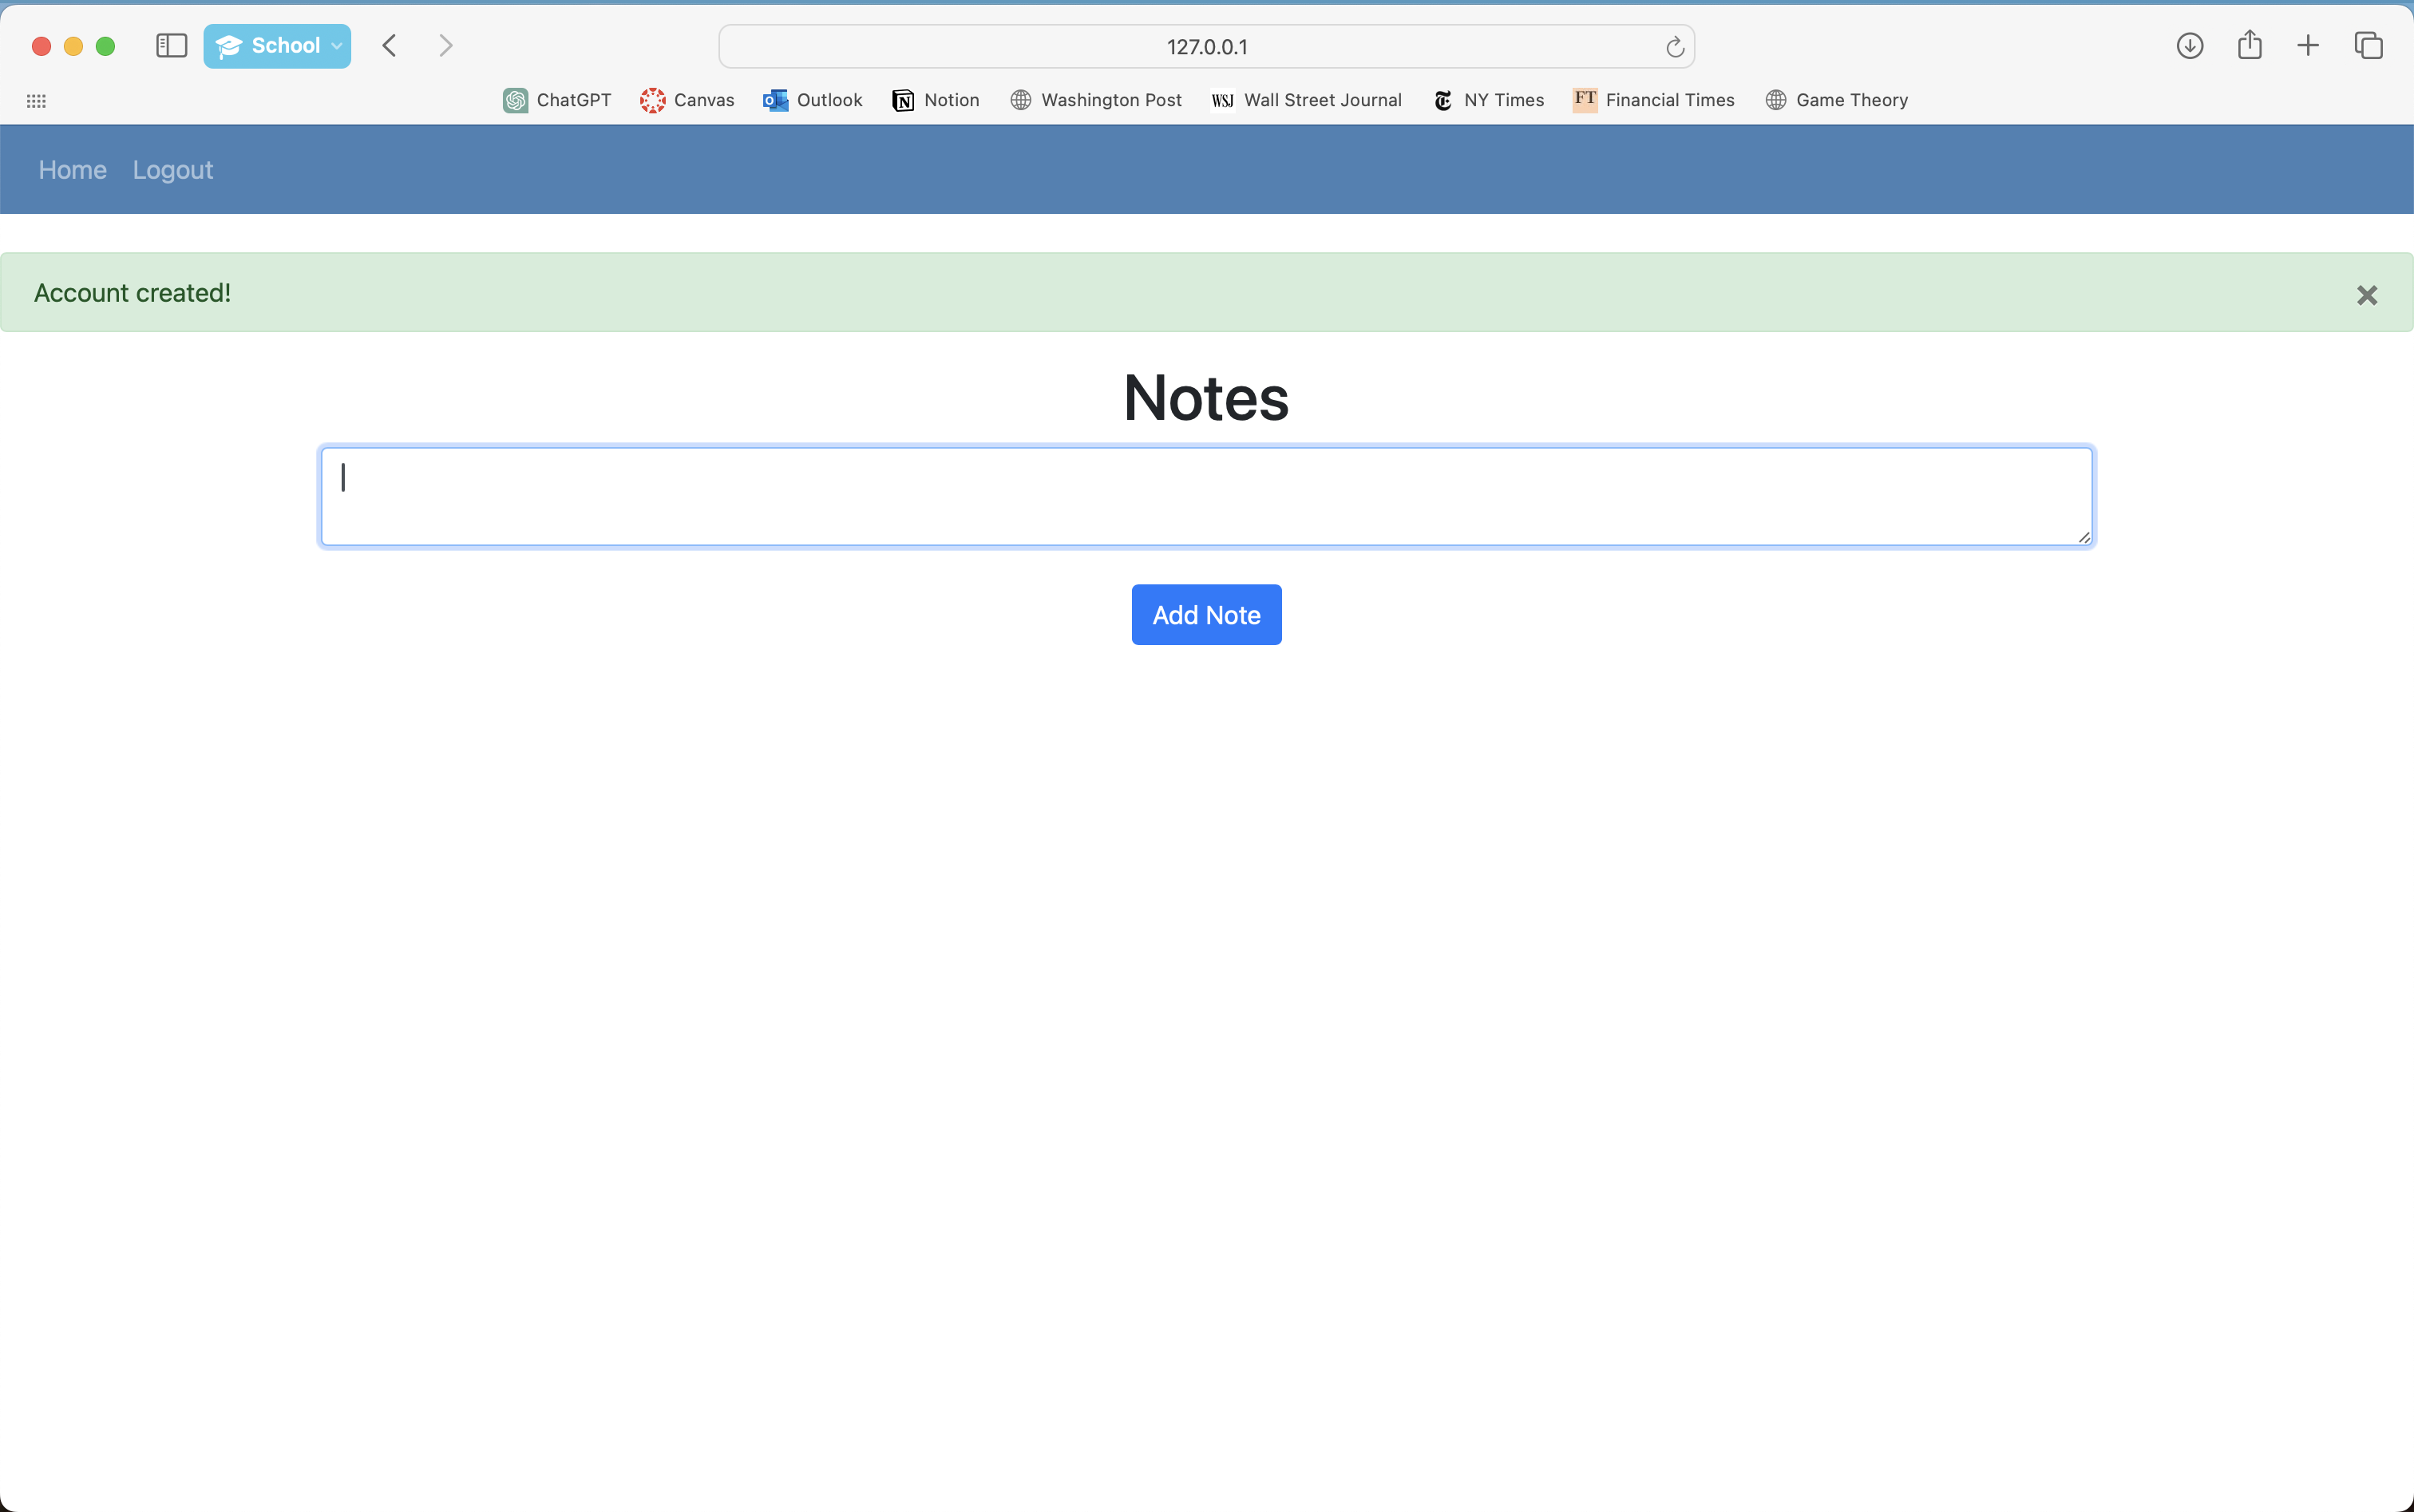 School
127.0.0.1
ChatGPT Canvas Outlook Notion Washington Post WSJ Wall Street Journal NY Times FT Financial Times Game Theory
Home Logout
Account created!
Notes
Add Note